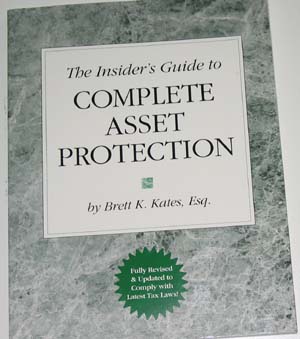 The Insider's Guide to
COMPLETE
ASSET
PROTECTION
by Brett K. Kates, Esq.
Fully Revised
& Updated to
Comply with
Latest Tax Laws!